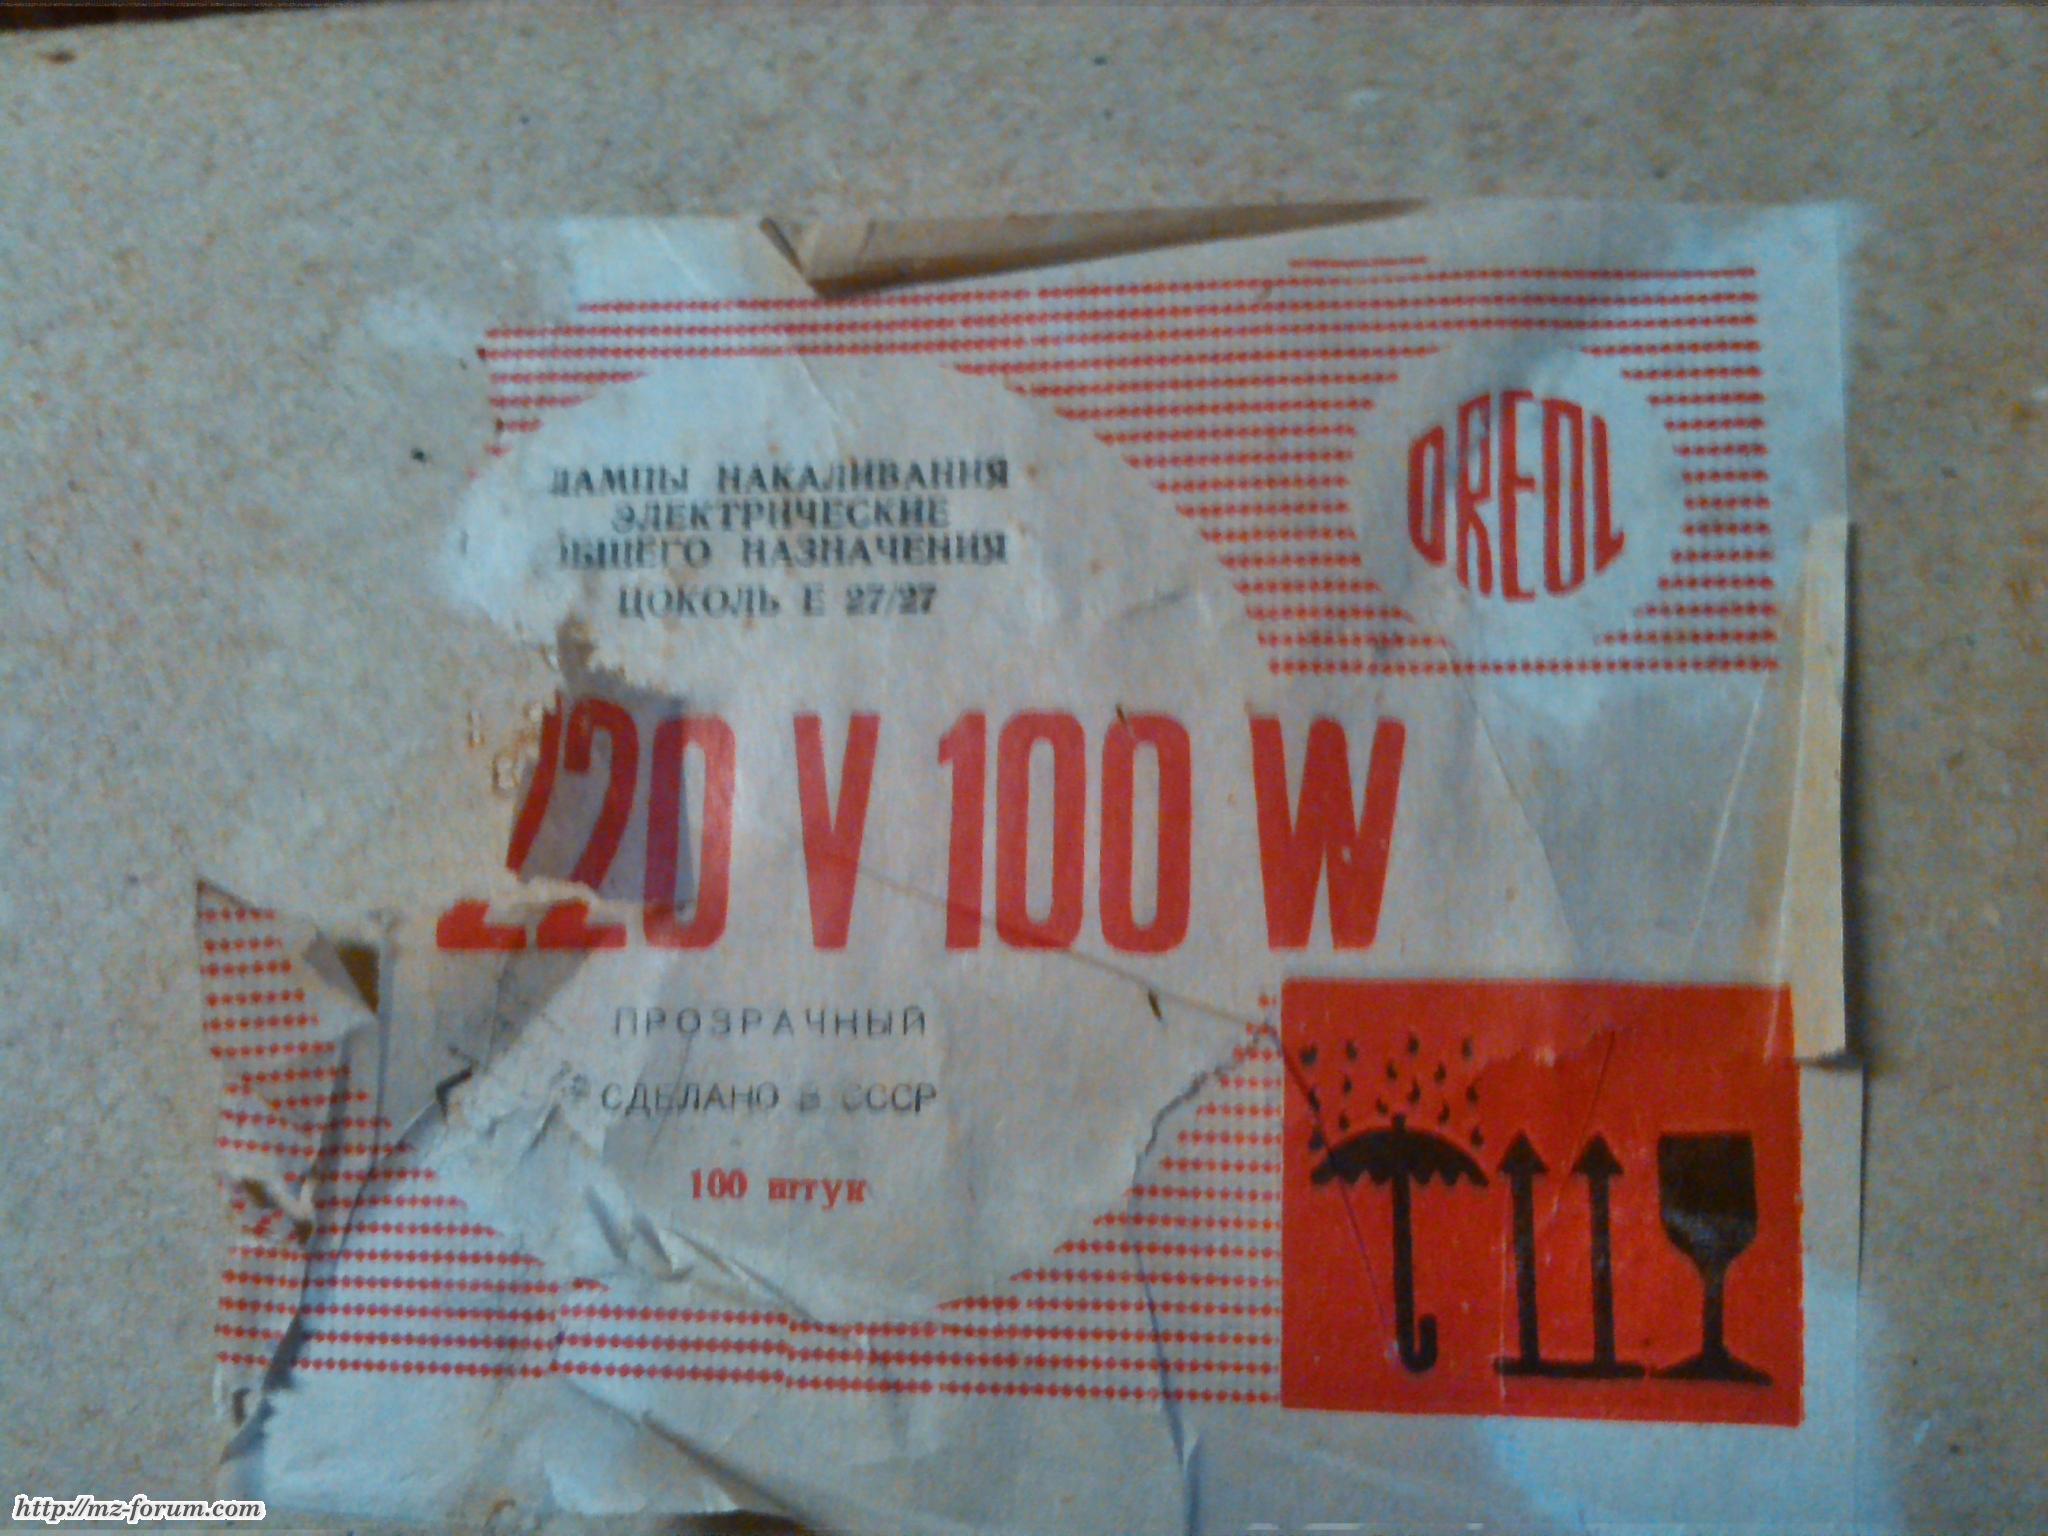 ЛАМПЫ НАКАЛИВАНИЯ
ЭЛЕКТРИЧЕСКИЕ
ОБЩЕГО НАЗНАЧЕНИЯ
ЦОКОЛЬ Е 27/27
OREOL
220 V 100 W
ПРОЗРАЧНЫЙ
СДЕЛАНО В СССР
100 штук
http://mz-forum.com